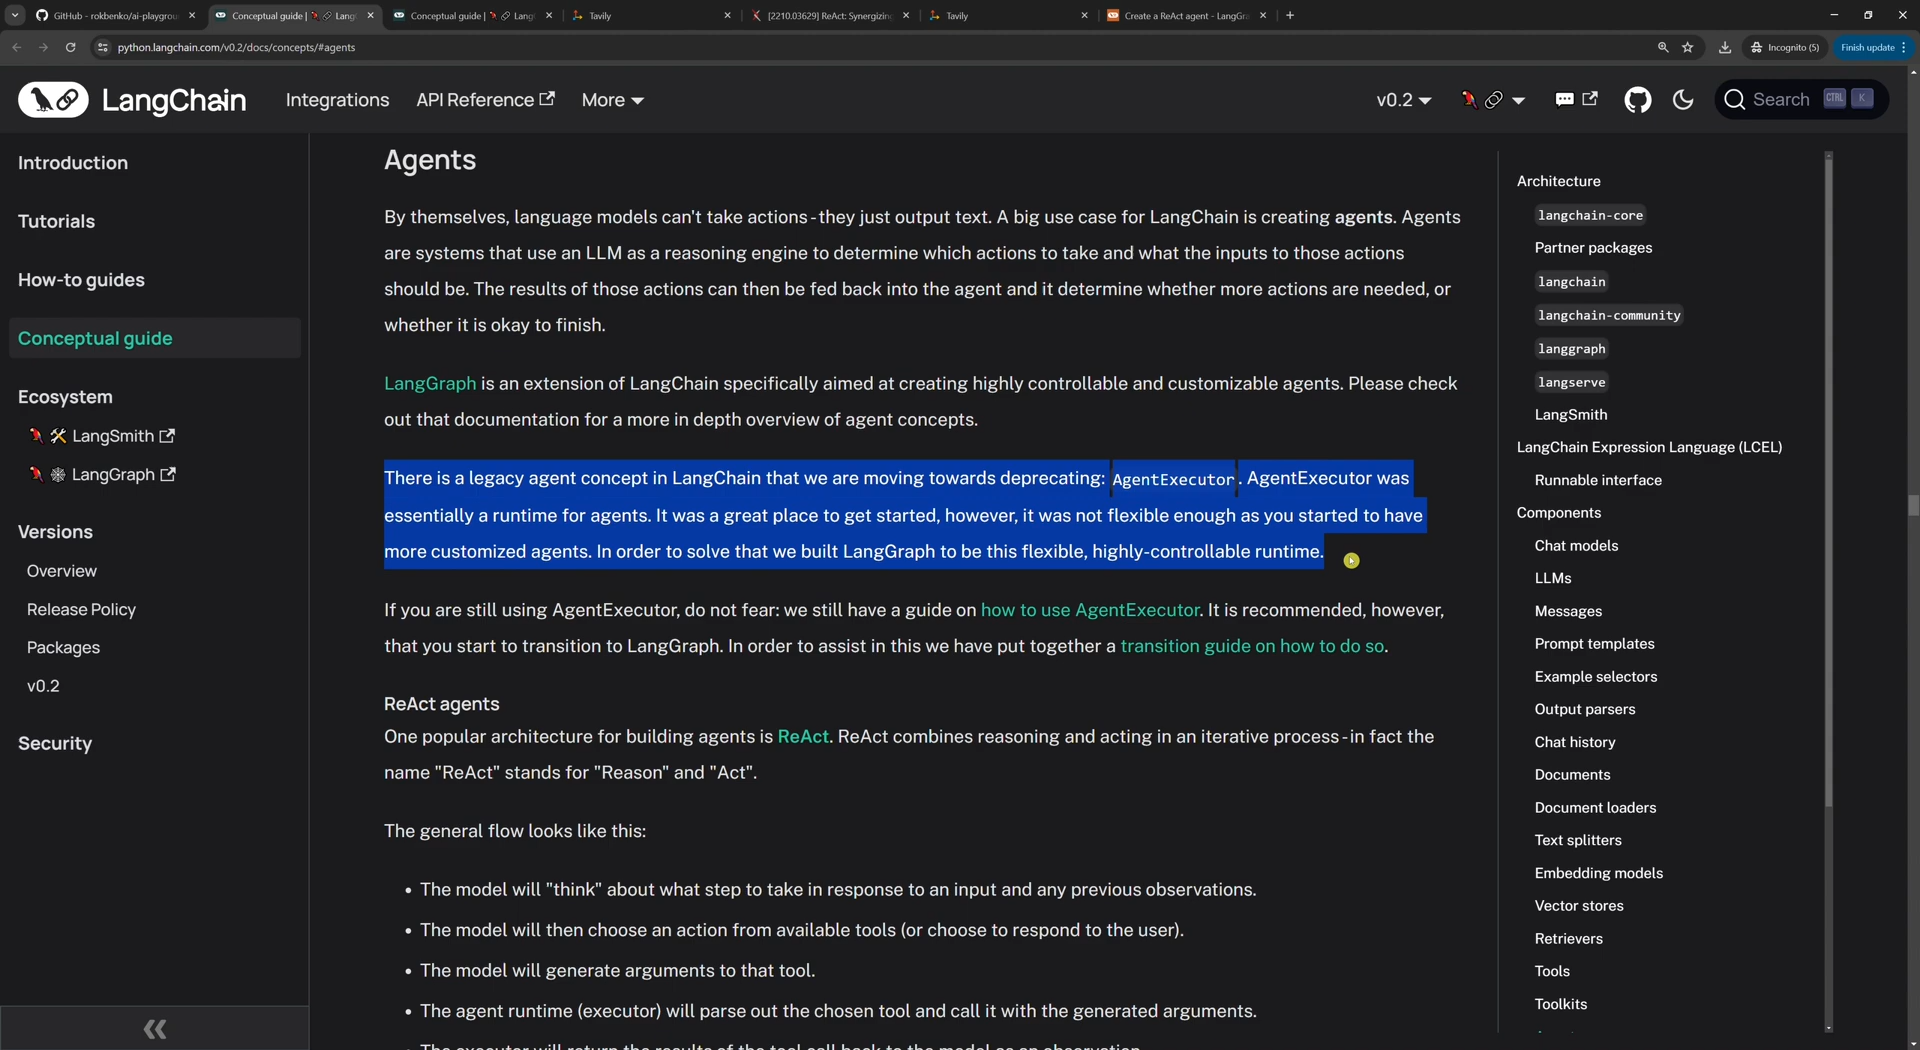 GitHub - rokbenko/ai-playgrou
Conceptual guide | LangC
Conceptual guide | LangC
Tavily
[2210.03629] ReAct: Synergizing
Tavily
Create a ReAct agent - LangGra
python.langchain.com/v0.2/docs/concepts/#agents
Incognito (5)
Finish update
LangChain
Integrations
API Reference
More
v0.2
Search
CTRL
K
Introduction
Tutorials
How-to guides
Conceptual guide
Ecosystem
LangSmith
LangGraph
Versions
Overview
Release Policy
Packages
v0.2
Security
Agents
By themselves, language models can't take actions - they just output text. A big use case for LangChain is creating agents. Agents
are systems that use an LLM as a reasoning engine to determine which actions to take and what the inputs to those actions
should be. The results of those actions can then be fed back into the agent and it determine whether more actions are needed, or
whether it is okay to finish.
LangGraph is an extension of LangChain specifically aimed at creating highly controllable and customizable agents. Please check
out that documentation for a more in depth overview of agent concepts.
There is a legacy agent concept in LangChain that we are moving towards deprecating: AgentExecutor. AgentExecutor was
essentially a runtime for agents. It was a great place to get started, however, it was not flexible enough as you started to have
more customized agents. In order to solve that we built LangGraph to be this flexible, highly-controllable runtime.
If you are still using AgentExecutor, do not fear: we still have a guide on how to use AgentExecutor. It is recommended, however,
that you start to transition to LangGraph. In order to assist in this we have put together a transition guide on how to do so.
ReAct agents
One popular architecture for building agents is ReAct. ReAct combines reasoning and acting in an iterative process - in fact the
name "ReAct" stands for "Reason" and "Act".
The general flow looks like this:
• The model will "think" about what step to take in response to an input and any previous observations.
• The model will then choose an action from available tools (or choose to respond to the user).
• The model will generate arguments to that tool.
• The agent runtime (executor) will parse out the chosen tool and call it with the generated arguments.
• The executor will return the results of the tool call back to the model as an observation.
Architecture
langchain-core
Partner packages
langchain
langchain-community
langgraph
langserve
LangSmith
LangChain Expression Language (LCEL)
Runnable interface
Components
Chat models
LLMs
Messages
Prompt templates
Example selectors
Output parsers
Chat history
Documents
Document loaders
Text splitters
Embedding models
Vector stores
Retrievers
Tools
Toolkits